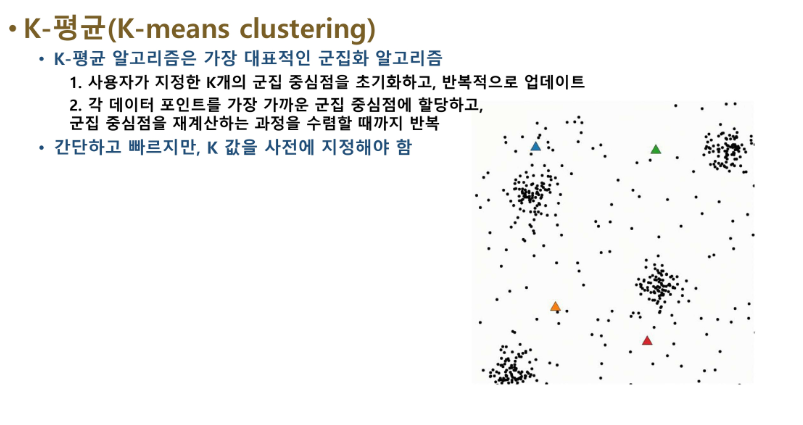 • K-평균(K-means clustering)
• K-평균 알고리즘은 가장 대표적인 군집화 알고리즘
1. 사용자가 지정한 K개의 군집 중심점을 초기화하고, 반복적으로 업데이트
2. 각 데이터 포인트를 가장 가까운 군집 중심점에 할당하고,
군집 중심점을 재계산하는 과정을 수렴할 때까지 반복
• 간단하고 빠르지만, K 값을 사전에 지정해야 함